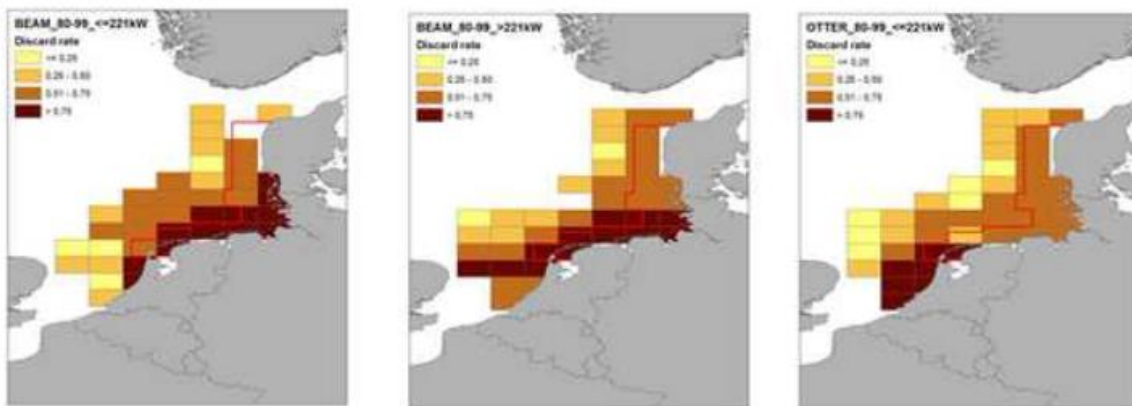 BEAM_80-99_<=221kW
Discard rate
<= 0,25
0,26 - 0,50
0,51 - 0,75
> 0,75
BEAM_80-99_>221kW
Discard rate
<= 0,25
0,26 - 0,50
0,51 - 0,75
> 0,75
OTTER_80-99_<=221kW
Discard rate
<= 0,25
0,26 - 0,50
0,51 - 0,75
> 0,75